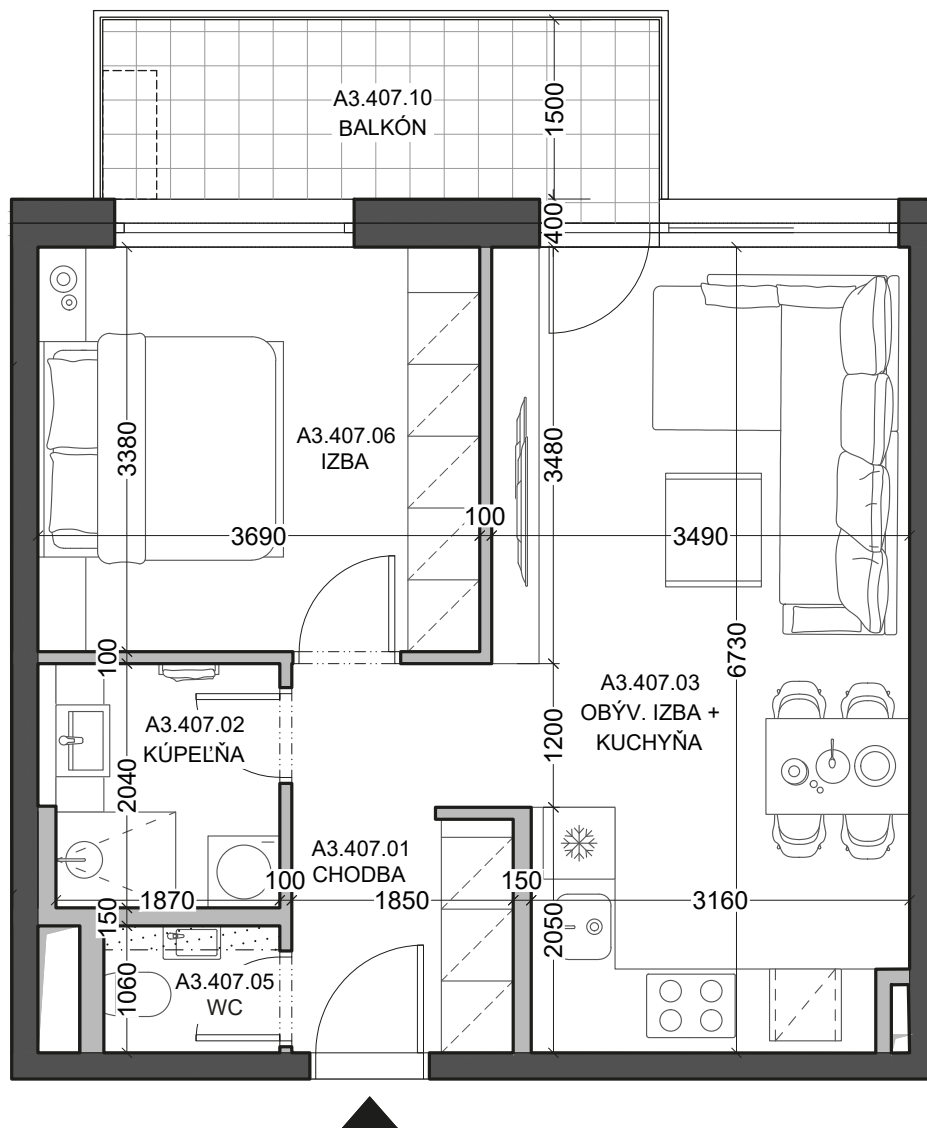 A3.407.10
BALKÓN
1500
400
A3.407.06
IZBA
3380
3480
3690
100
3490
6730
100
A3.407.02
KÚPEĽŇA
A3.407.03
OBÝV. IZBA +
KUCHYŇA
1200
2040
A3.407.01
CHODBA
1870
100
1850
150
3160
150
2050
A3.407.05
WC
1060